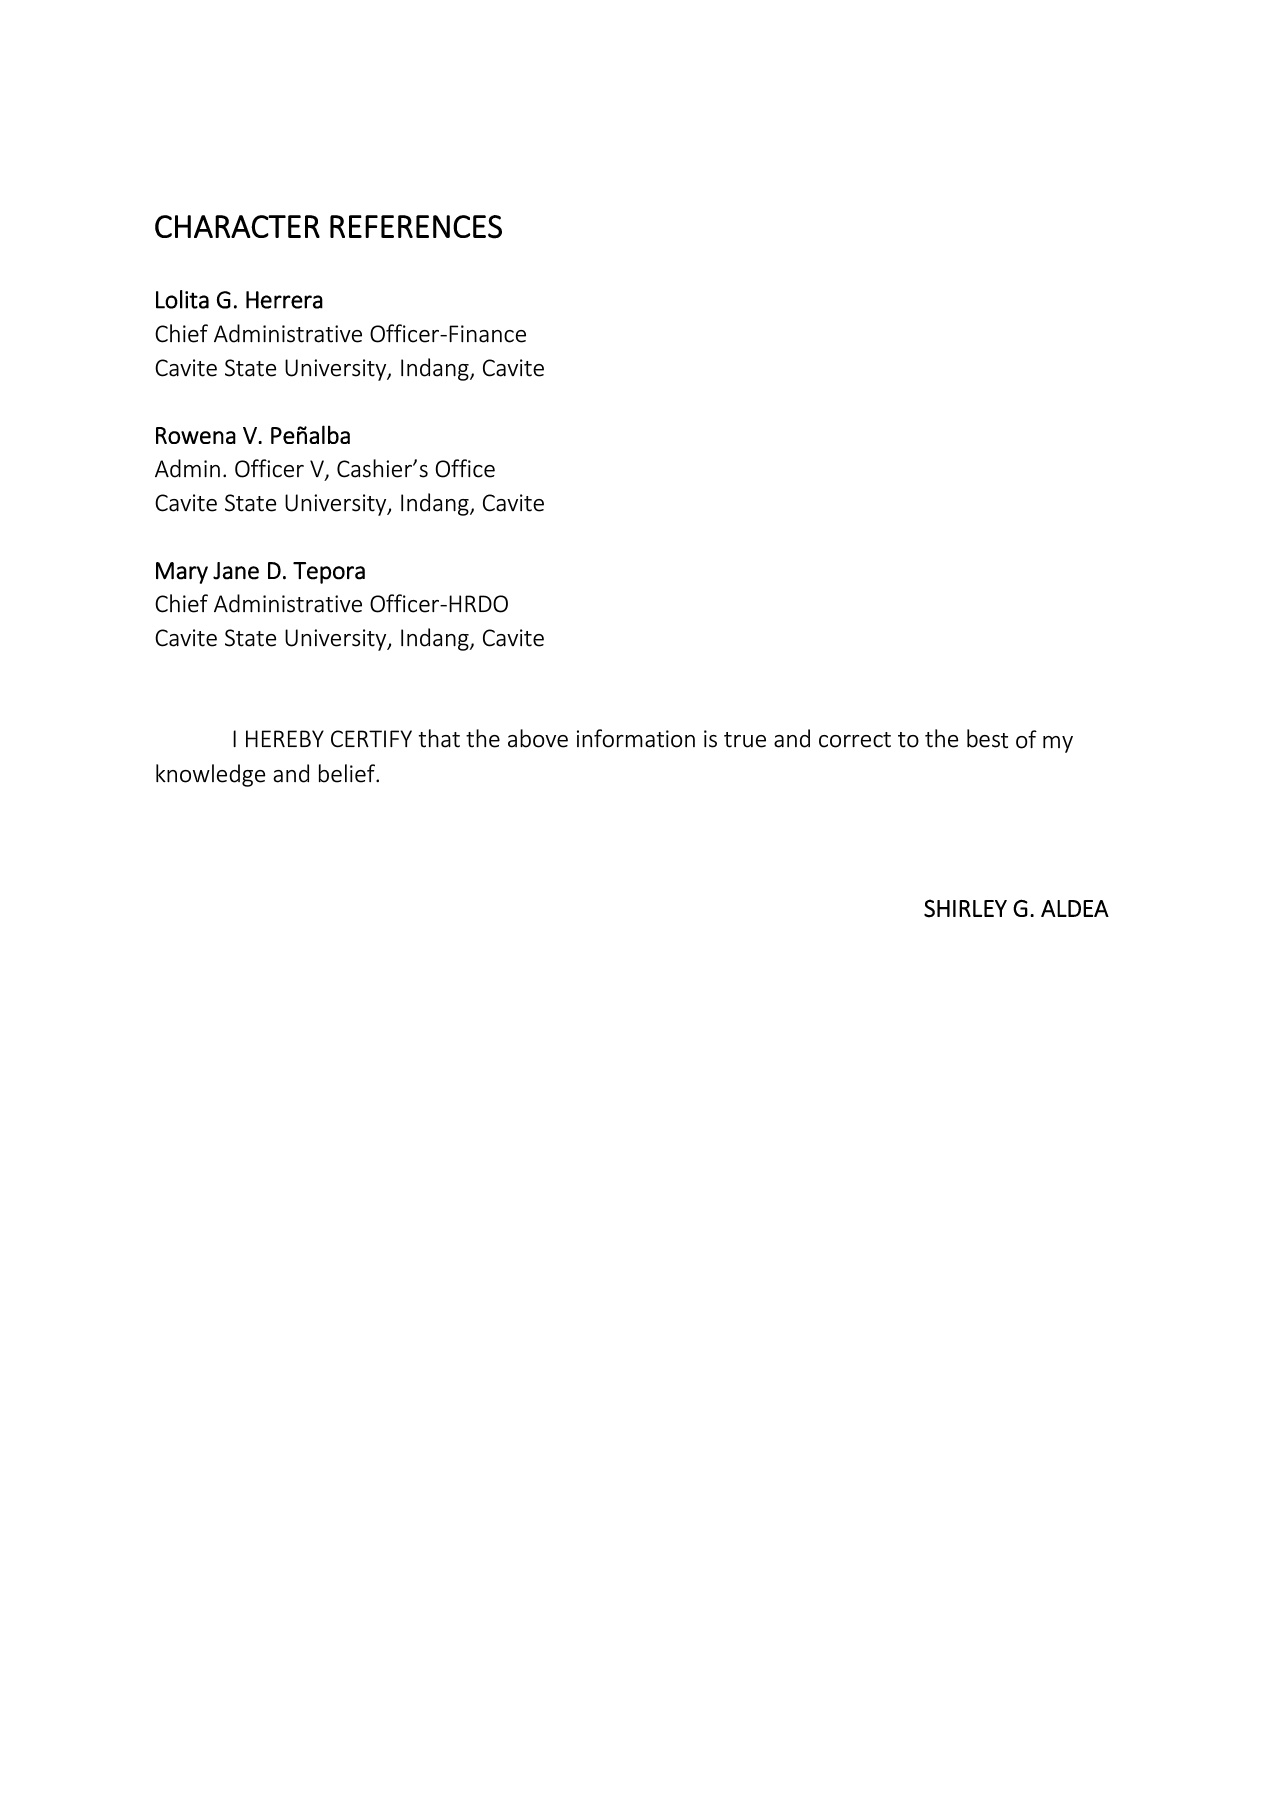 CHARACTER REFERENCES
Lolita G. Herrera
Chief Administrative Officer-Finance
Cavite State University, Indang, Cavite
Rowena V. Peñalba
Admin. Officer V, Cashier’s Office
Cavite State University, Indang, Cavite
Mary Jane D. Tepora
Chief Administrative Officer-HRDO
Cavite State University, Indang, Cavite
I HEREBY CERTIFY that the above information is true and correct to the best of my
knowledge and belief.
SHIRLEY G. ALDEA